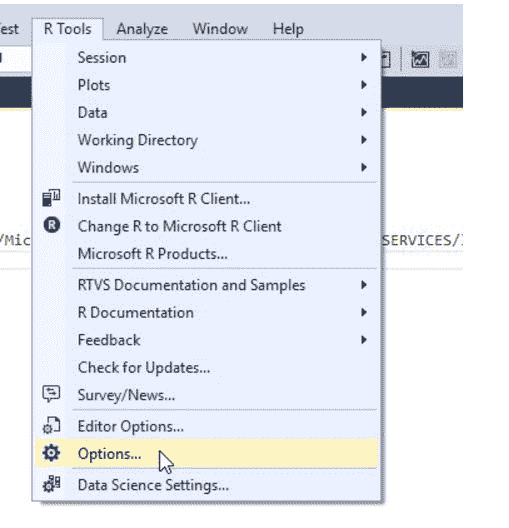 est R Tools Analyze Window Help
Session
Plots
Data
Working Directory
Windows
Install Microsoft R Client...
R Change R to Microsoft R Client
Microsoft R Products...
/Mic SERVICES/
RTVS Documentation and Samples
R Documentation
Feedback
Check for Updates...
Survey/News...
Editor Options...
Options...
Data Science Settings...